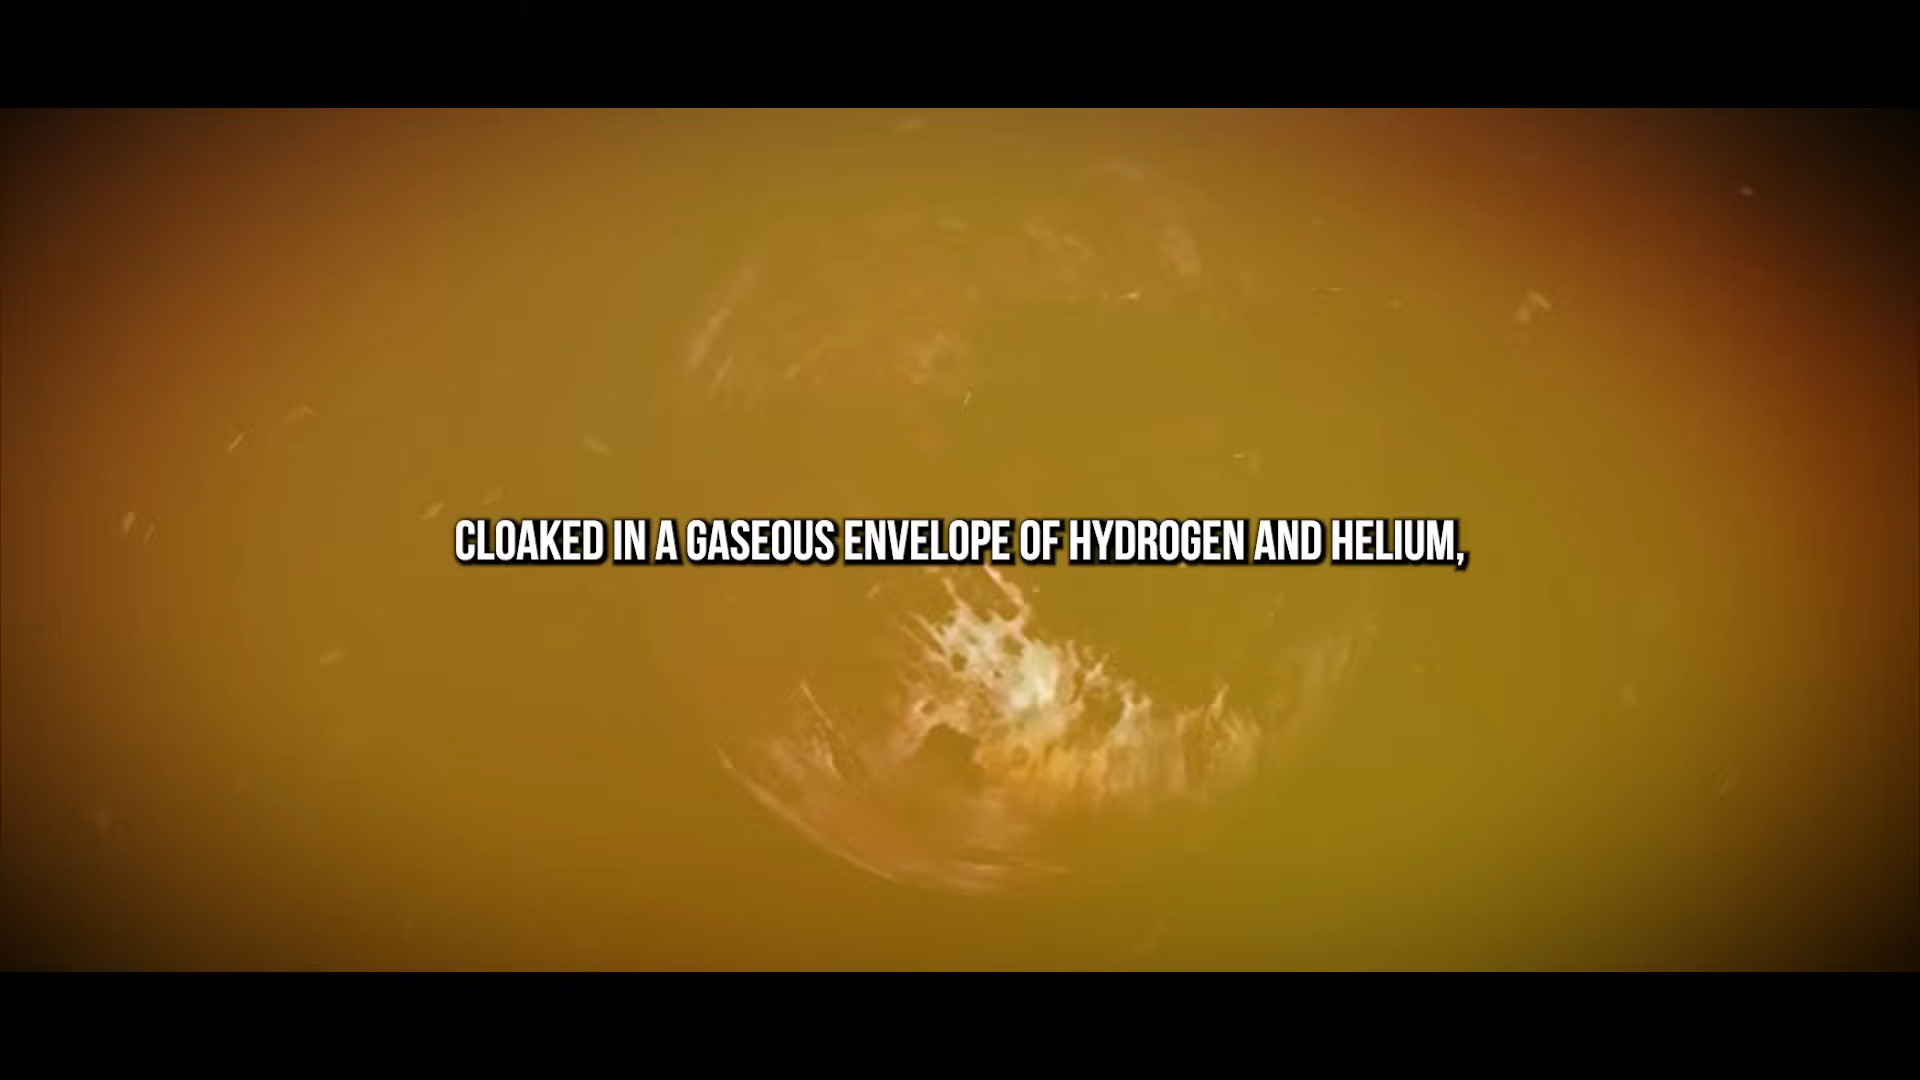 CLOAKED IN A GASEOUS ENVELOPE OF HYDROGEN AND HELIUM,